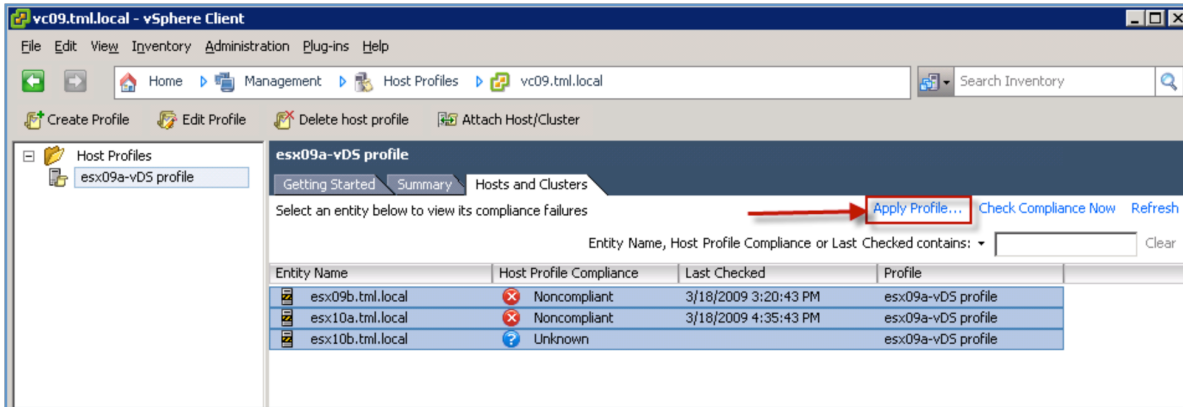 vc09.tml.local - vSphere Client
File Edit View Inventory Administration Plug-ins Help
Home Management Host Profiles vc09.tml.local Search Inventory
Create Profile Edit Profile Delete host profile Attach Host/Cluster
Host Profiles
esx09a-vDS profile
esx09a-vDS profile
Getting Started Summary Hosts and Clusters
Select an entity below to view its compliance failures Apply Profile... Check Compliance Now Refresh
Entity Name, Host Profile Compliance or Last Checked contains: Clear
Entity Name Host Profile Compliance Last Checked Profile
esx09b.tml.local Noncompliant 3/18/2009 3:20:43 PM esx09a-vDS profile
esx10a.tml.local Noncompliant 3/18/2009 4:35:43 PM esx09a-vDS profile
esx10b.tml.local Unknown esx09a-vDS profile